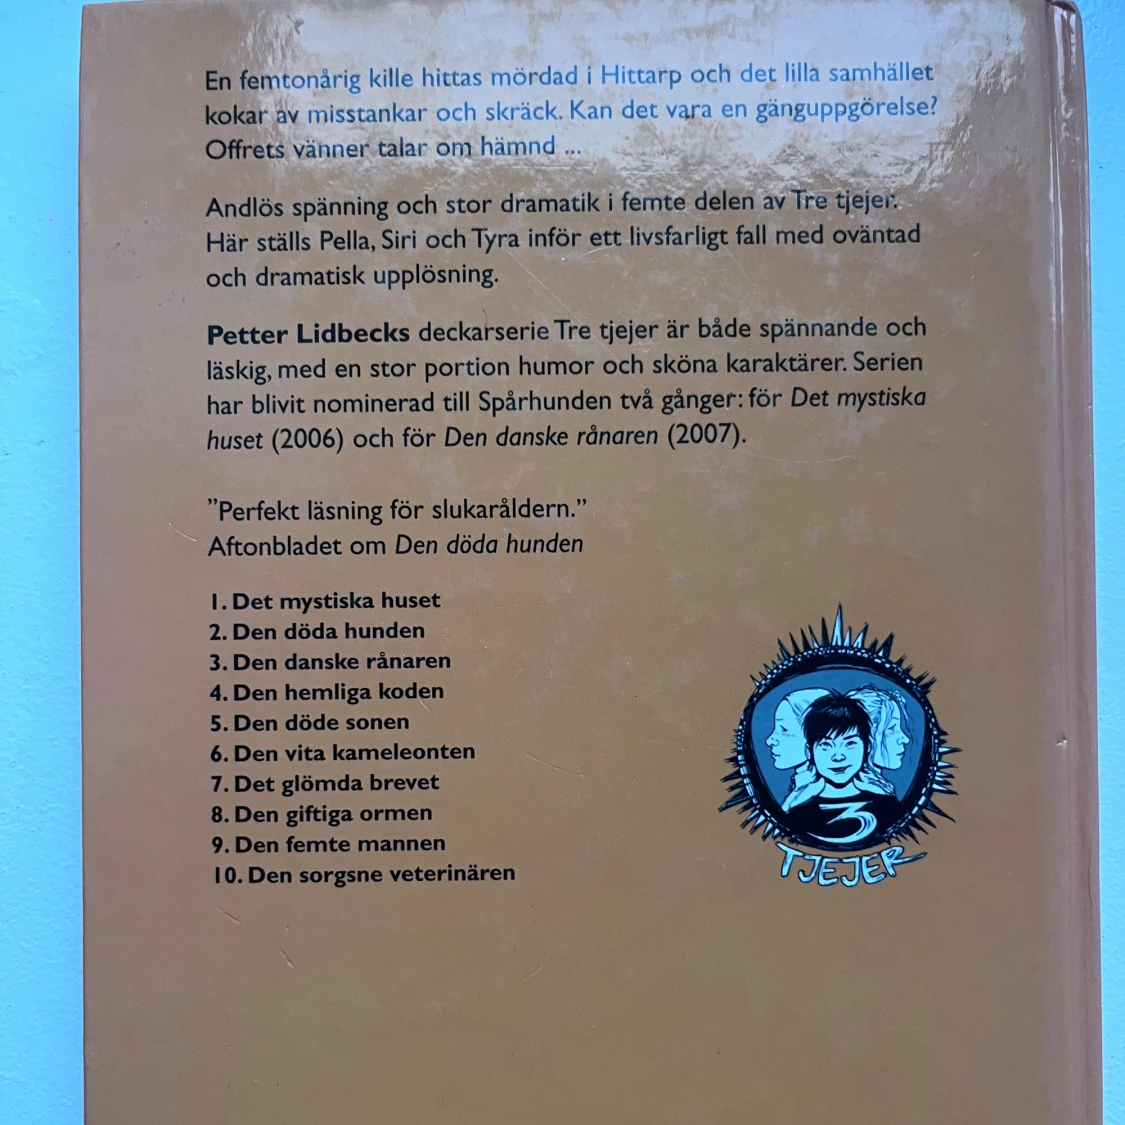 En femtonårig kille hittas mördad i Hittarp och det lilla samhället
kokar av misstankar och skräck. Kan det vara en gänguppgörelse?
Offrets vänner talar om hämnd ...
Andlös spänning och stor dramatik i femte delen av Tre tjejer.
Här ställs Pella, Siri och Tyra inför ett livsfarligt fall med oväntad
och dramatisk upplösning.
Petter Lidbecks deckarserie Tre tjejer är både spännande och
läskig, med en stor portion humor och sköna karaktärer. Serien
har blivit nominerad till Spårhunden två gånger: för Det mystiska
huset (2006) och för Den danske rånaren (2007).
”Perfekt läsning för slukaråldern.”
Aftonbladet om Den döda hunden
1. Det mystiska huset
2. Den döda hunden
3. Den danske rånaren
4. Den hemliga koden
5. Den döde sonen
6. Den vita kameleonten
7. Det glömda brevet
8. Den giftiga ormen
9. Den femte mannen
10. Den sorgsne veterinären
3
TJEJER